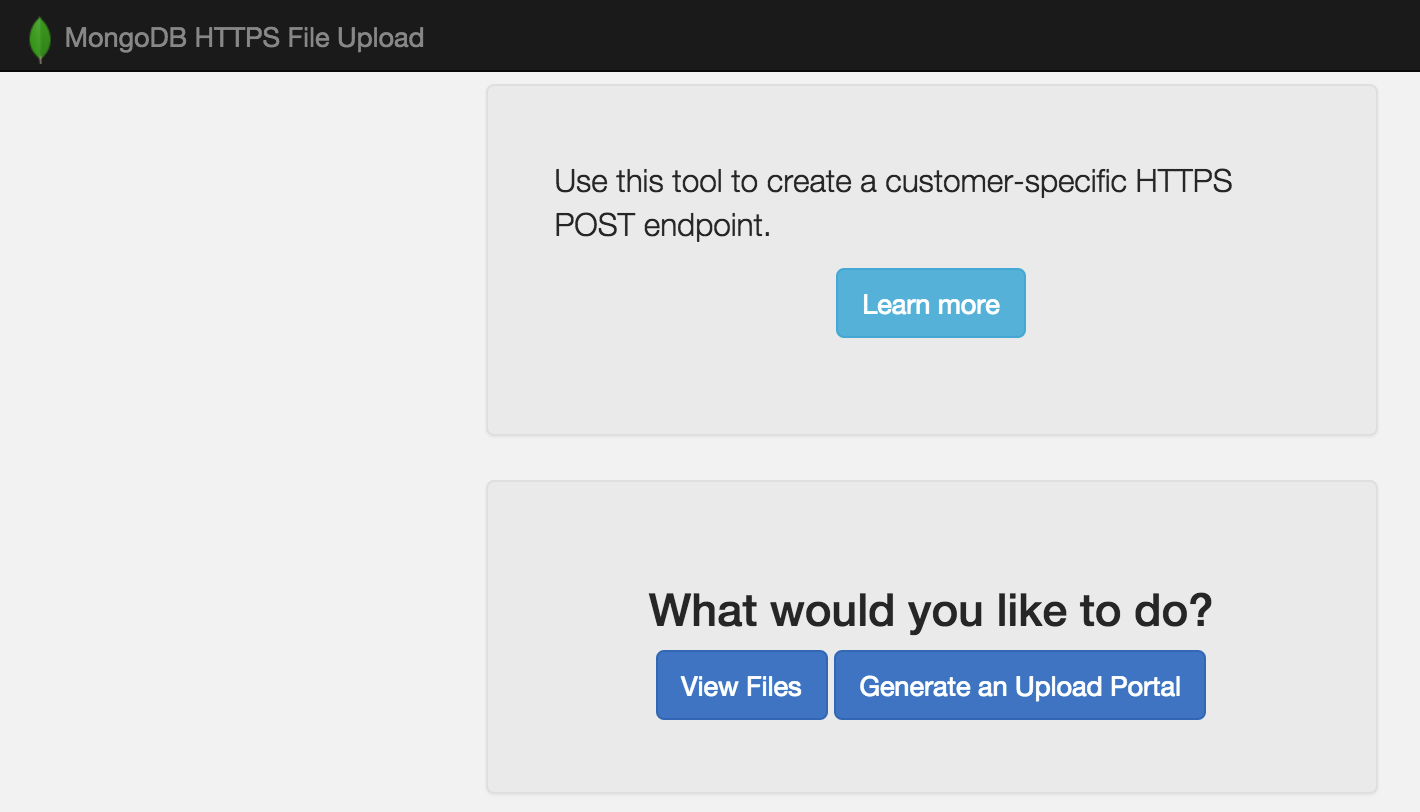 MongoDB HTTPS File Upload
Use this tool to create a customer-specific HTTPS
POST endpoint.
Learn more
What would you like to do?
View Files
Generate an Upload Portal